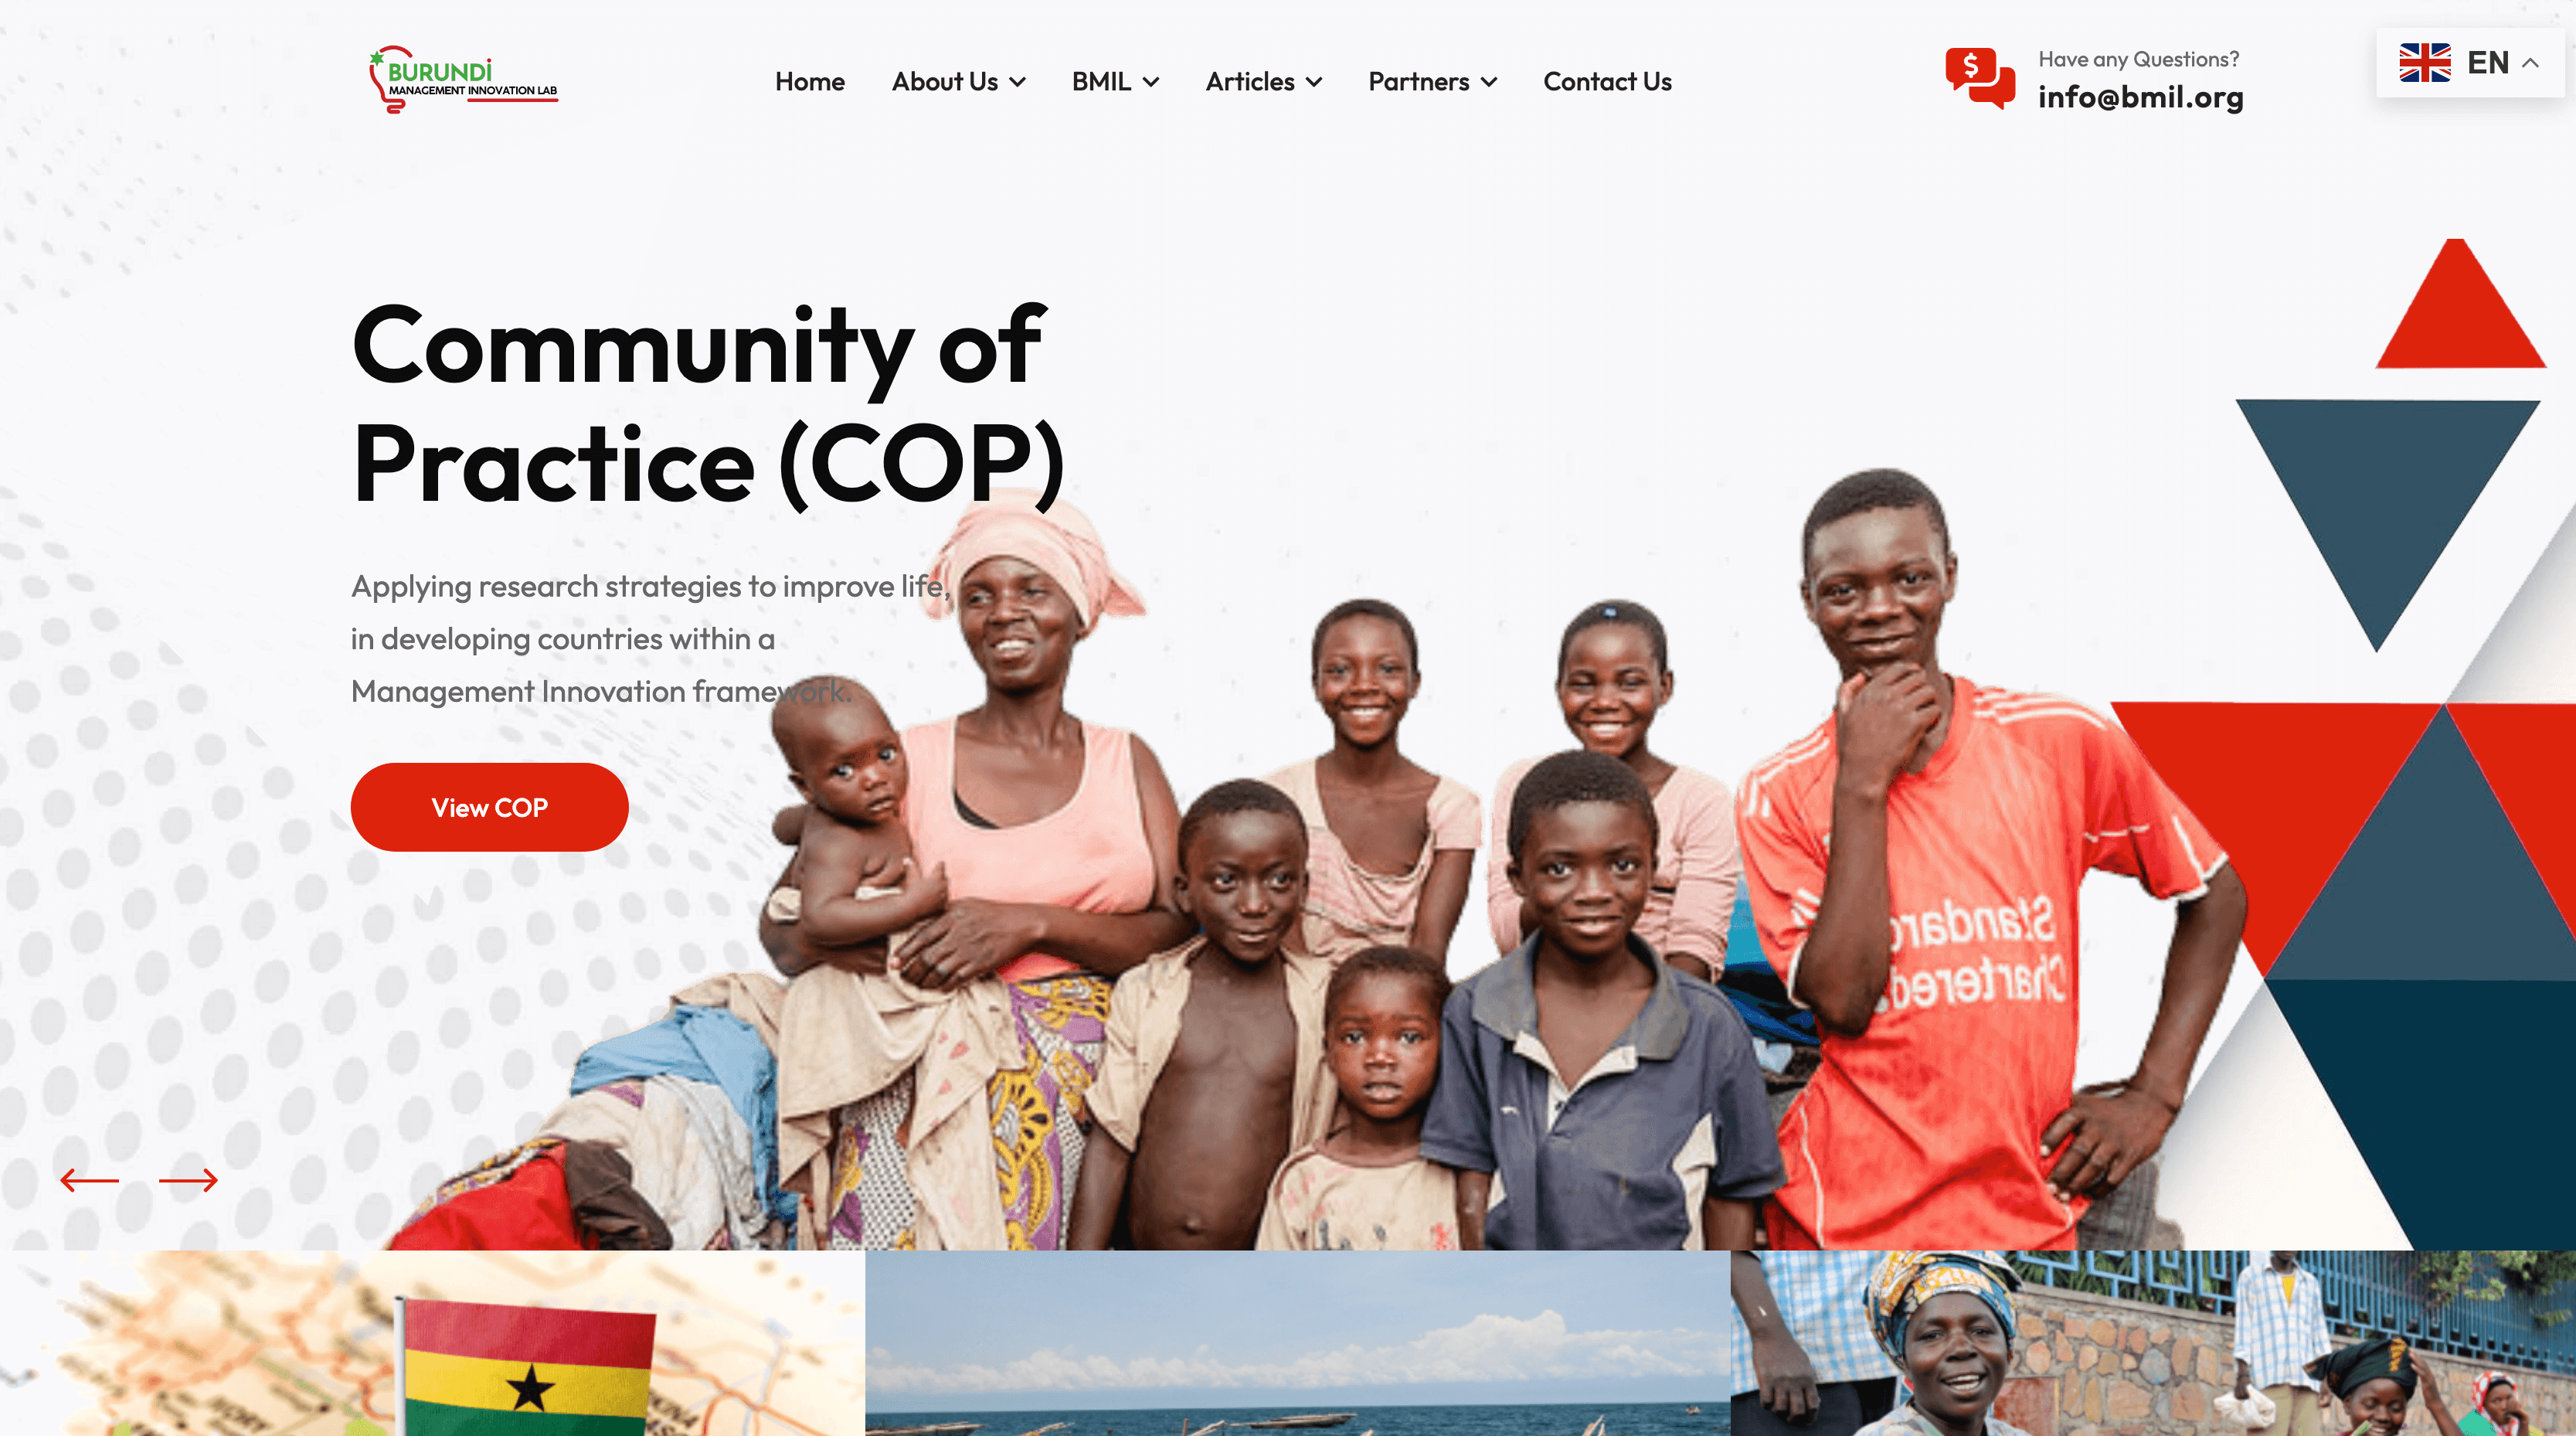 BURUNDi
MANAGEMENT INNOVATION LAB
Home
About Us
BMIL
Articles
Partners
Contact Us
Have any Questions?
info@bmil.org
EN
Community of
Practice (COP)
Applying research strategies to improve life,
in developing countries within a
Management Innovation framework.
View COP
Standard
Chartered